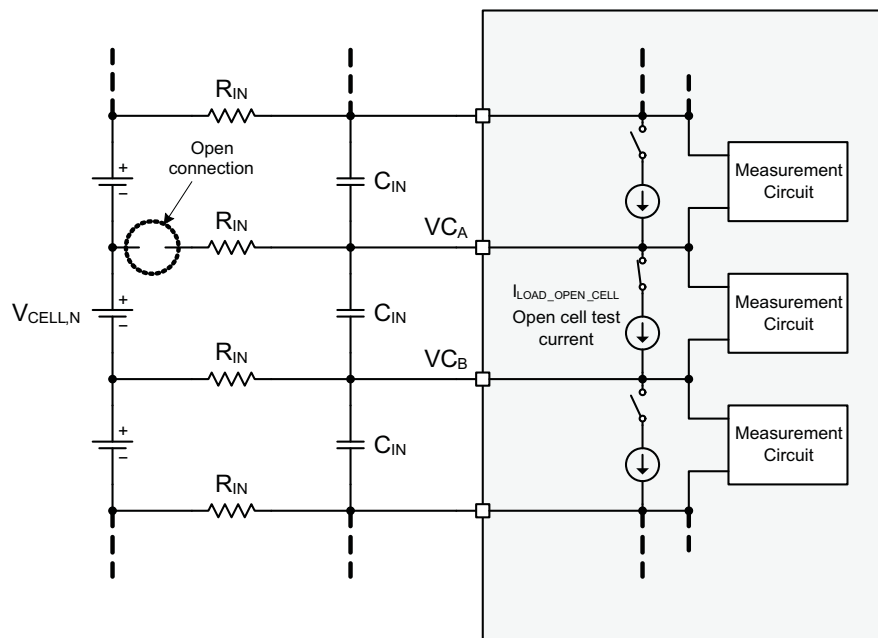 R_IN
Open
connection
+
−
C_IN
Measurement
Circuit
R_IN
VC_A
V_CELL,N
+
−
C_IN
I_LOAD_OPEN_CELL
Open cell test
current
Measurement
Circuit
R_IN
VC_B
+
−
C_IN
Measurement
Circuit
R_IN